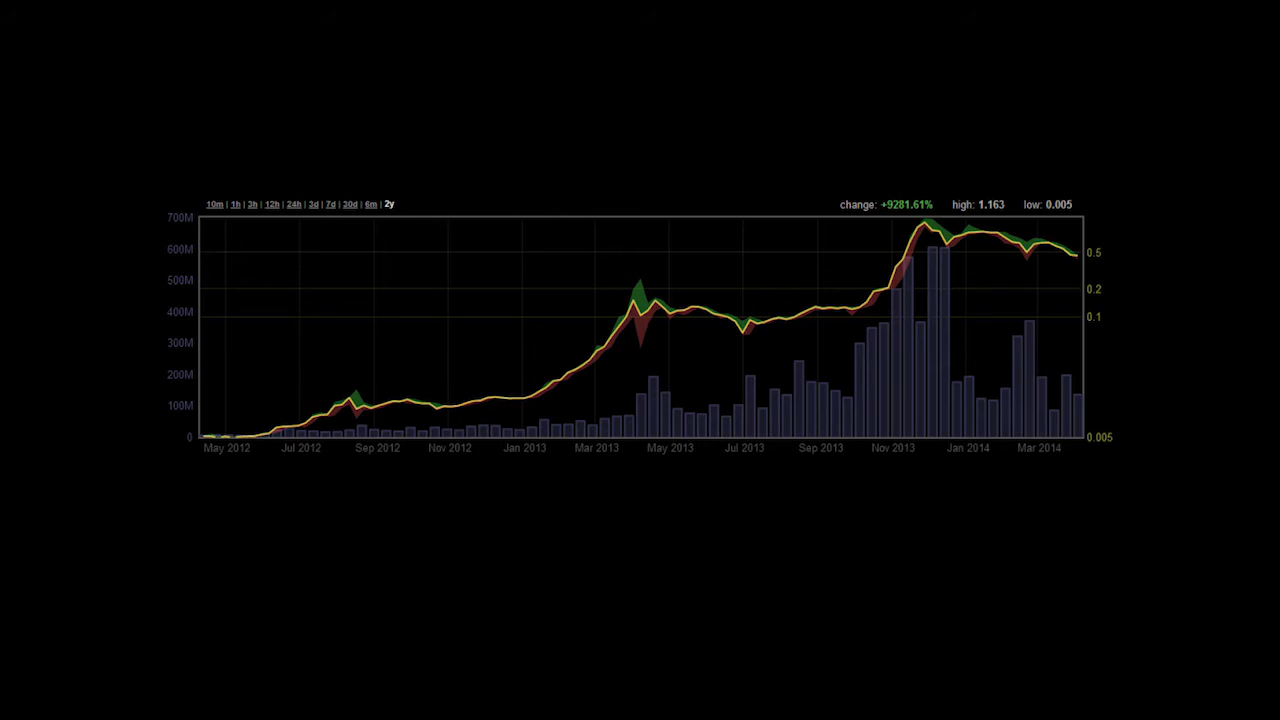 10m | 1h | 3h | 12h | 24h | 3d | 7d | 30d | 6m | 2y change: +9281.61% high: 1.163 low: 0.005
700M
600M
500M
400M
300M
200M
100M
0
0.5
0.2
0.1
0.005
May 2012 Jul 2012 Sep 2012 Nov 2012 Jan 2013 Mar 2013 May 2013 Jul 2013 Sep 2013 Nov 2013 Jan 2014 Mar 2014